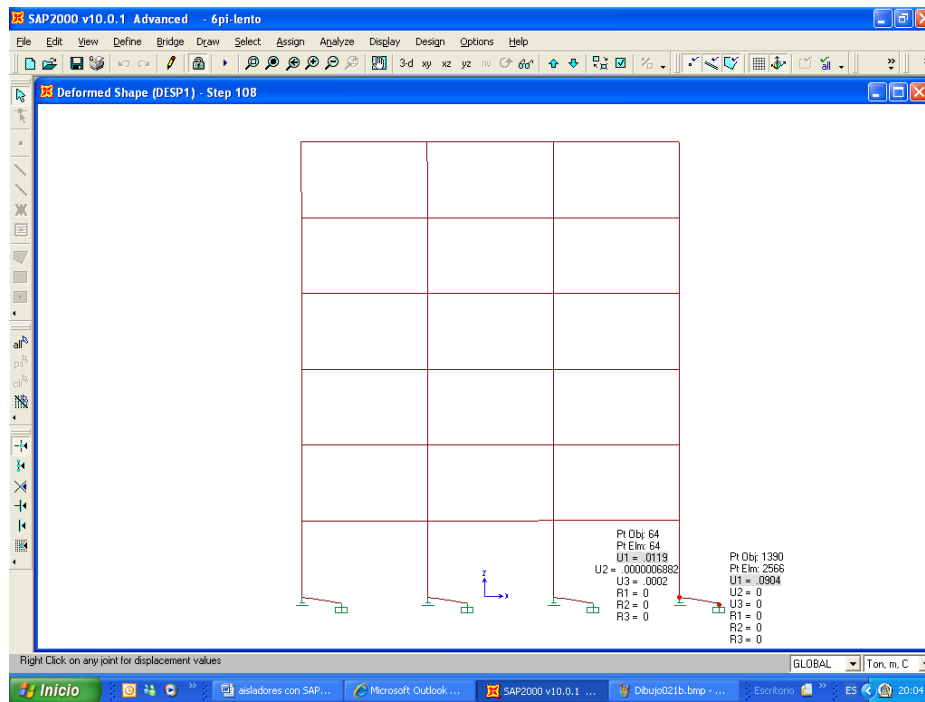 SAP2000 v10.0.1 Advanced - 6pi-lento
File Edit View Define Bridge Draw Select Assign Analyze Display Design Options Help
3-d xy xz yz nv
Deformed Shape (DESP1) - Step 108
all
ps
clr
Pt Obj: 64
Pt Elm: 64
U1 = .0119
U2 = .0000006882
U3 = .0002
R1 = 0
R2 = 0
R3 = 0
Pt Obj: 1390
Pt Elm: 2566
U1 = .0904
U2 = 0
U3 = 0
R1 = 0
R2 = 0
R3 = 0
Z
X
Right Click on any joint for displacement values
GLOBAL Ton, m, C
Inicio aisladores con SAP... Microsoft Outlook ... SAP2000 v10.0.1 ... Dibujo021b.bmp - ... Escritorio ES 20:04